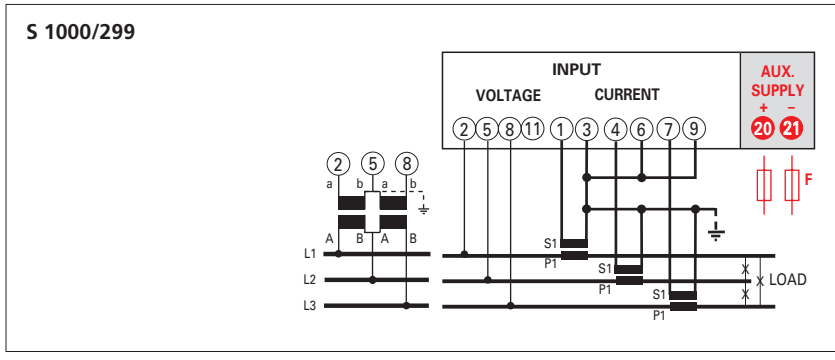 S 1000/299
INPUT
AUX.
SUPPLY
VOLTAGE CURRENT
+ –
2 5 8 11 1 3 4 6 7 9 20 21
2 5 8
a b a b
F
A B A B
S1
L1
P1
S1
X
L2
X LOAD
P1
S1
X
L3
P1